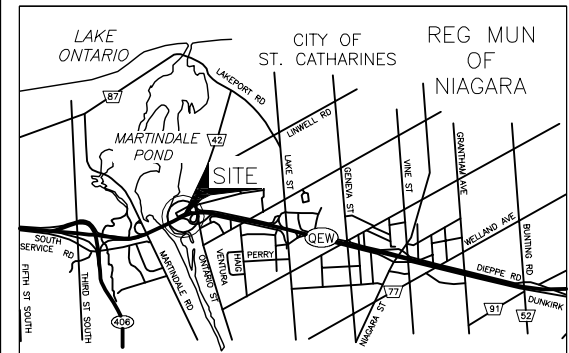 LAKE
ONTARIO
CITY OF
ST. CATHARINES
REG MUN
OF
NIAGARA
LAKEPORT RD
87
LINWELL RD
MARTINDALE
POND
42
SITE
LAKE ST
GENEVA ST
VINE ST
GRANTHAM AVE
WELLAND AVE
BUNTING RD
QEW
SOUTH
SERVICE RD
FIFTH ST SOUTH
THIRD ST SOUTH
406
MARTINDALE RD
ONTARIO ST
VENTURA
HAIG
PERRY
DIEPPE RD
DUNKIRK
NIAGARA ST
77
91
52